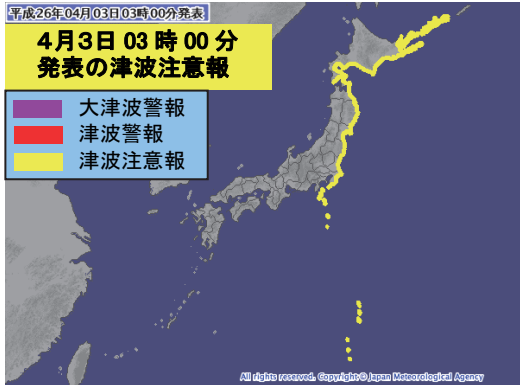 平成26年04月03日03時00分発表
４月３日 03 時 00 分
発表の津波注意報
大津波警報
津波警報
津波注意報
All rights reserved. Copyright © Japan Meteorological Agency